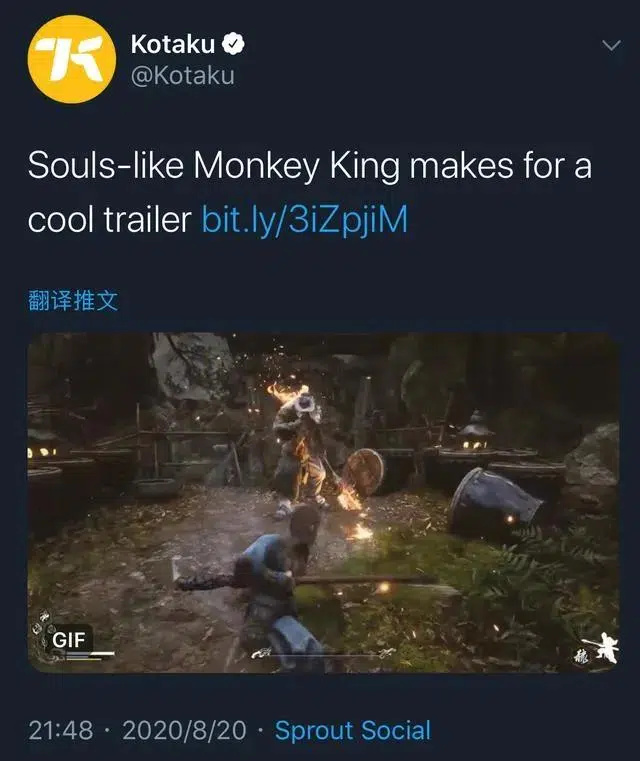 Kotaku
@Kotaku
Souls-like Monkey King makes for a
cool trailer bit.ly/3iZpjiM
翻译推文
GIF
21:48 · 2020/8/20 · Sprout Social